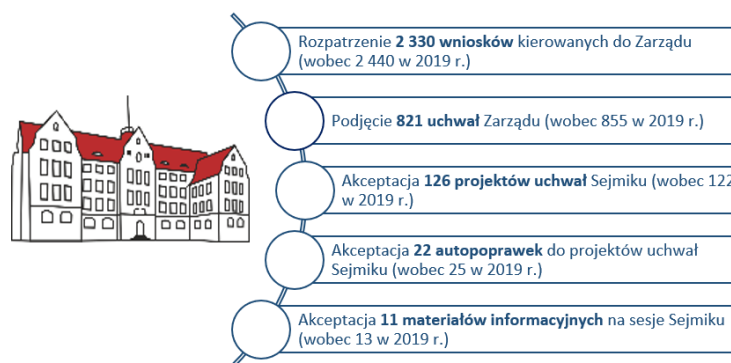 Rozpatrzenie 2 330 wniosków kierowanych do Zarządu
(wobec 2 440 w 2019 r.)
Podjęcie 821 uchwał Zarządu (wobec 855 w 2019 r.)
Akceptacja 126 projektów uchwał Sejmiku (wobec 122
w 2019 r.)
Akceptacja 22 autopoprawek do projektów uchwał
Sejmiku (wobec 25 w 2019 r.)
Akceptacja 11 materiałów informacyjnych na sesje Sejmiku
(wobec 13 w 2019 r.)